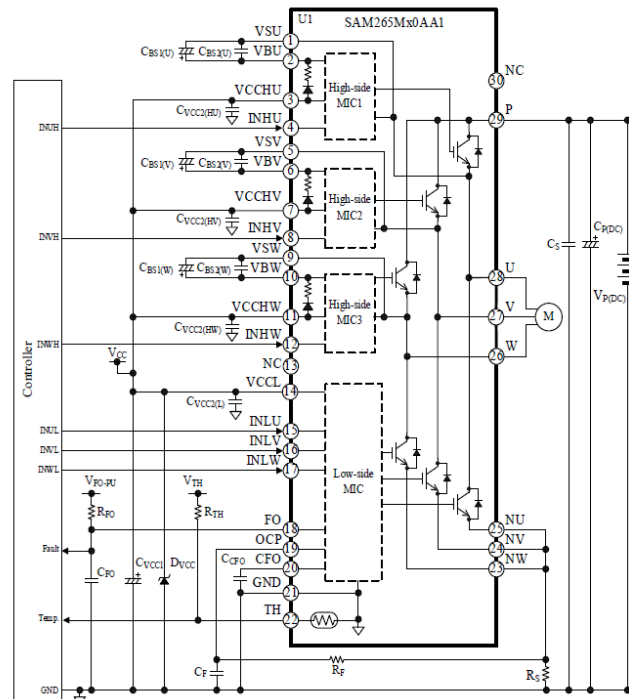 U1 SAM265Mx0AA1
CBS1(U) CBS2(U) VSU 1
VBU 2
High-side MIC1
NC 30
VCCHU 3
CVCC2(HU)
P 29
INUH INHU 4
CBS1(V) CBS2(V) VSV 5
VBV 6
High-side MIC2
VCCHV 7
CVCC2(HV)
INVH INHV 8
CS CP(DC)
VP(DC)
CBS1(W) CBS2(W) VSW 9
VBW 10
High-side MIC3
U 28
V 27 M
VCCHW 11
CVCC2(HW)
W 26
INWH INHW 12
VCC
NC 13
Controller
VCCL 14
CVCC2(L)
INUL INLU 15
INVL INLV 16
INWL INLW 17
Low-side MIC
VFO-PU VTH
RFO RTH
FO 18 NU 25
OCP 19 NV 24
Fault CFO 20 NW 23
CFO CVCC1 DVCC CCFO
GND 21
TH 22
Temp.
CF RF RS
GND